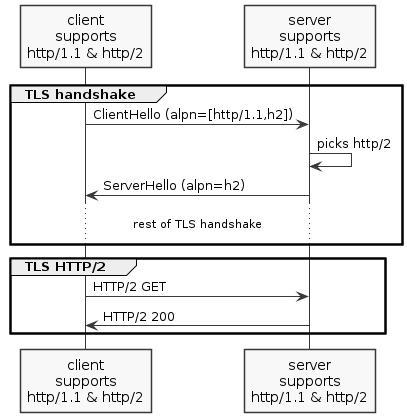 client
supports
http/1.1 & http/2
server
supports
http/1.1 & http/2
TLS handshake
ClientHello (alpn=[http/1.1,h2])
picks http/2
ServerHello (alpn=h2)
rest of TLS handshake
TLS HTTP/2
HTTP/2 GET
HTTP/2 200
client
supports
http/1.1 & http/2
server
supports
http/1.1 & http/2